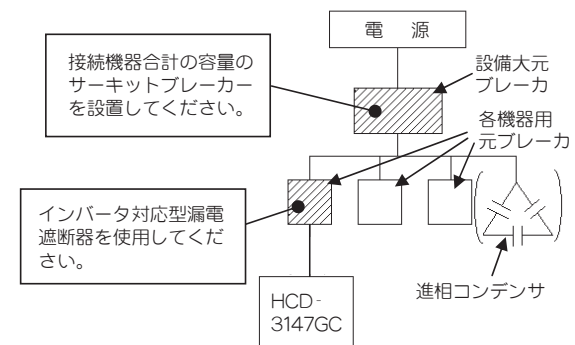 電　源
接続機器合計の容量の
サーキットブレーカー
を設置してください。
設備大元
ブレーカ
各機器用
元ブレーカ
インバータ対応型漏電
遮断器を使用してくだ
さい。
進相コンデンサ
HCD-
3147GC